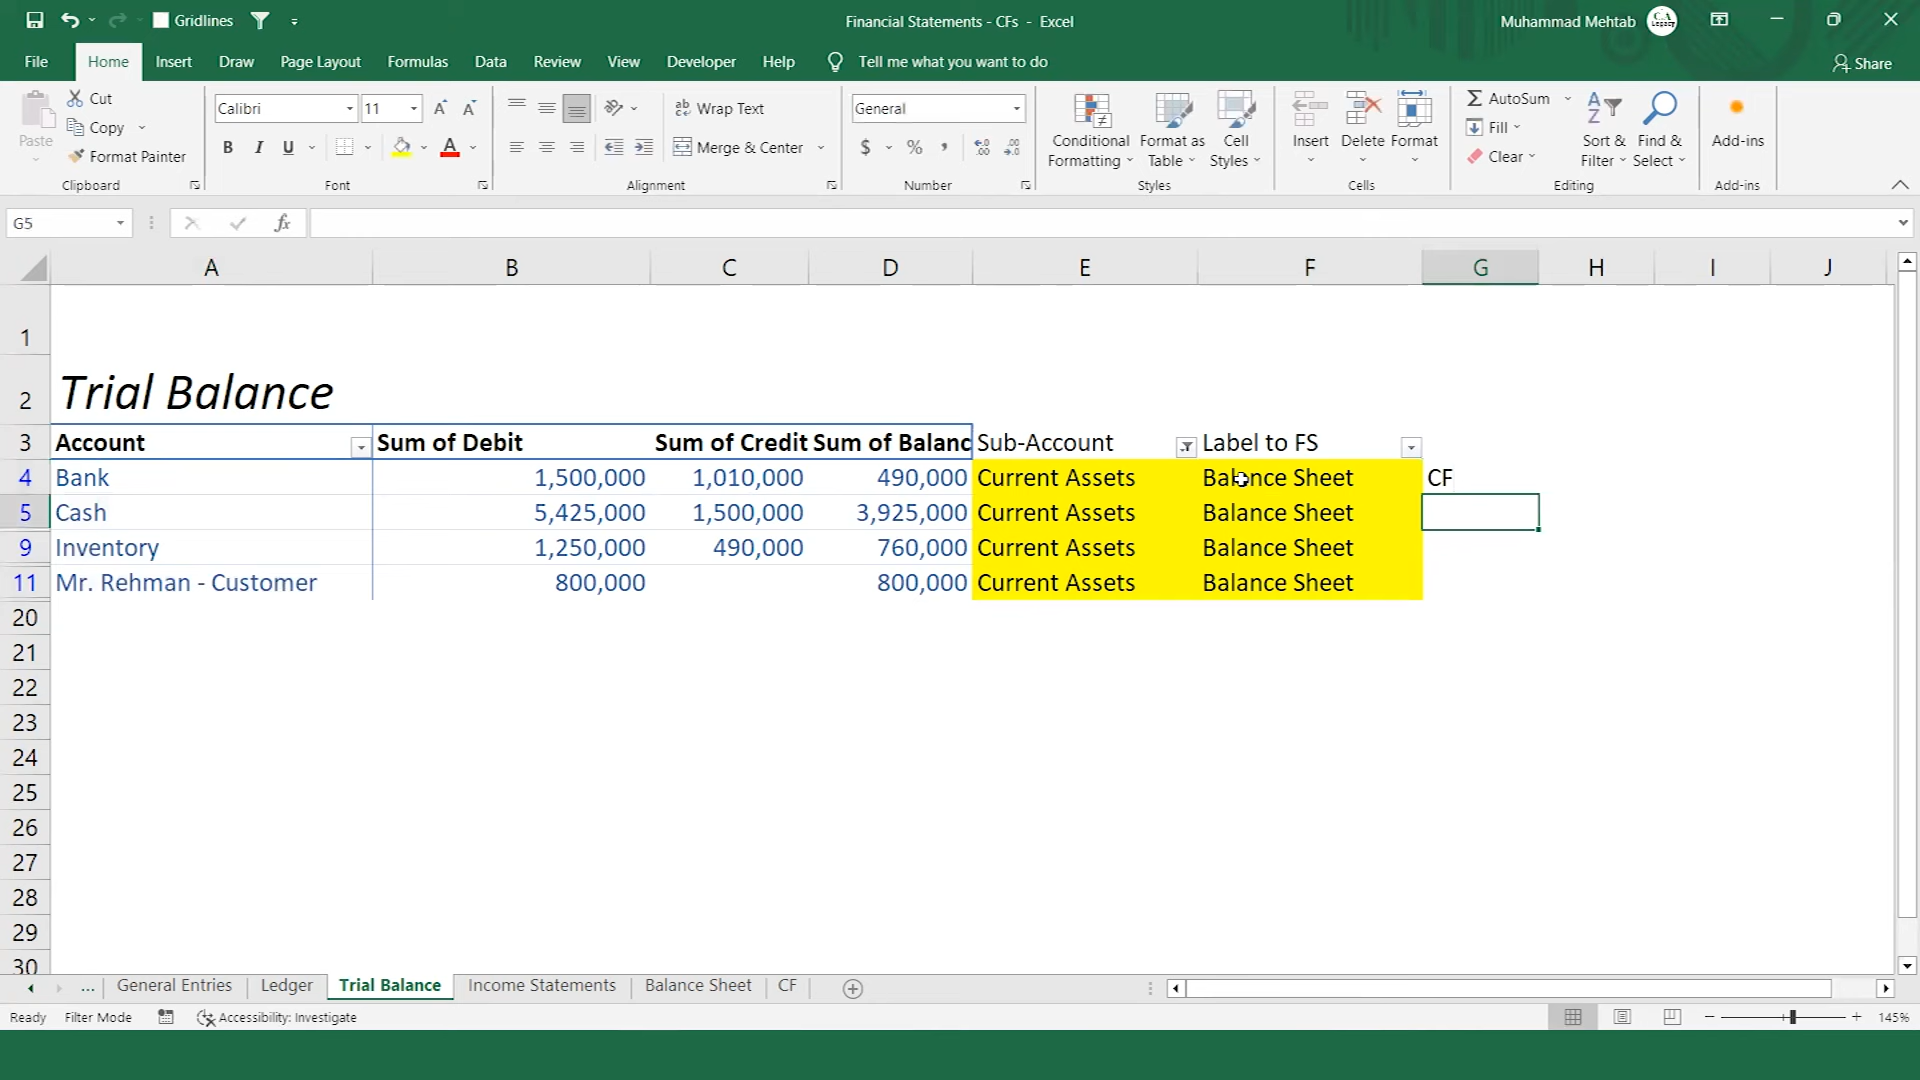 Gridlines
Financial Statements - CFs - Excel
Muhammad Mehtab
File Home Insert Draw Page Layout Formulas Data Review View Developer Help Tell me what you want to do Share
Paste
Cut
Copy
Format Painter
Clipboard
Calibri 11
B I U
Font
Wrap Text
Merge & Center
Alignment
General
$ % ,
Number
Conditional Formatting
Format as Table
Cell Styles
Styles
Insert Delete Format
Cells
AutoSum
Fill
Clear
Sort & Filter
Find & Select
Editing
Add-ins
Add-ins
G5 fx
A B C D E F G H I J
1
2 Trial Balance
3 Account Sum of Debit Sum of Credit Sum of Balanc Sub-Account Label to FS
4 Bank 1,500,000 1,010,000 490,000 Current Assets Balance Sheet CF
5 Cash 5,425,000 1,500,000 3,925,000 Current Assets Balance Sheet
9 Inventory 1,250,000 490,000 760,000 Current Assets Balance Sheet
11 Mr. Rehman - Customer 800,000 800,000 Current Assets Balance Sheet
20
21
22
23
24
25
26
27
28
29
30
... General Entries Ledger Trial Balance Income Statements Balance Sheet CF
Ready Filter Mode Accessibility: Investigate 145%